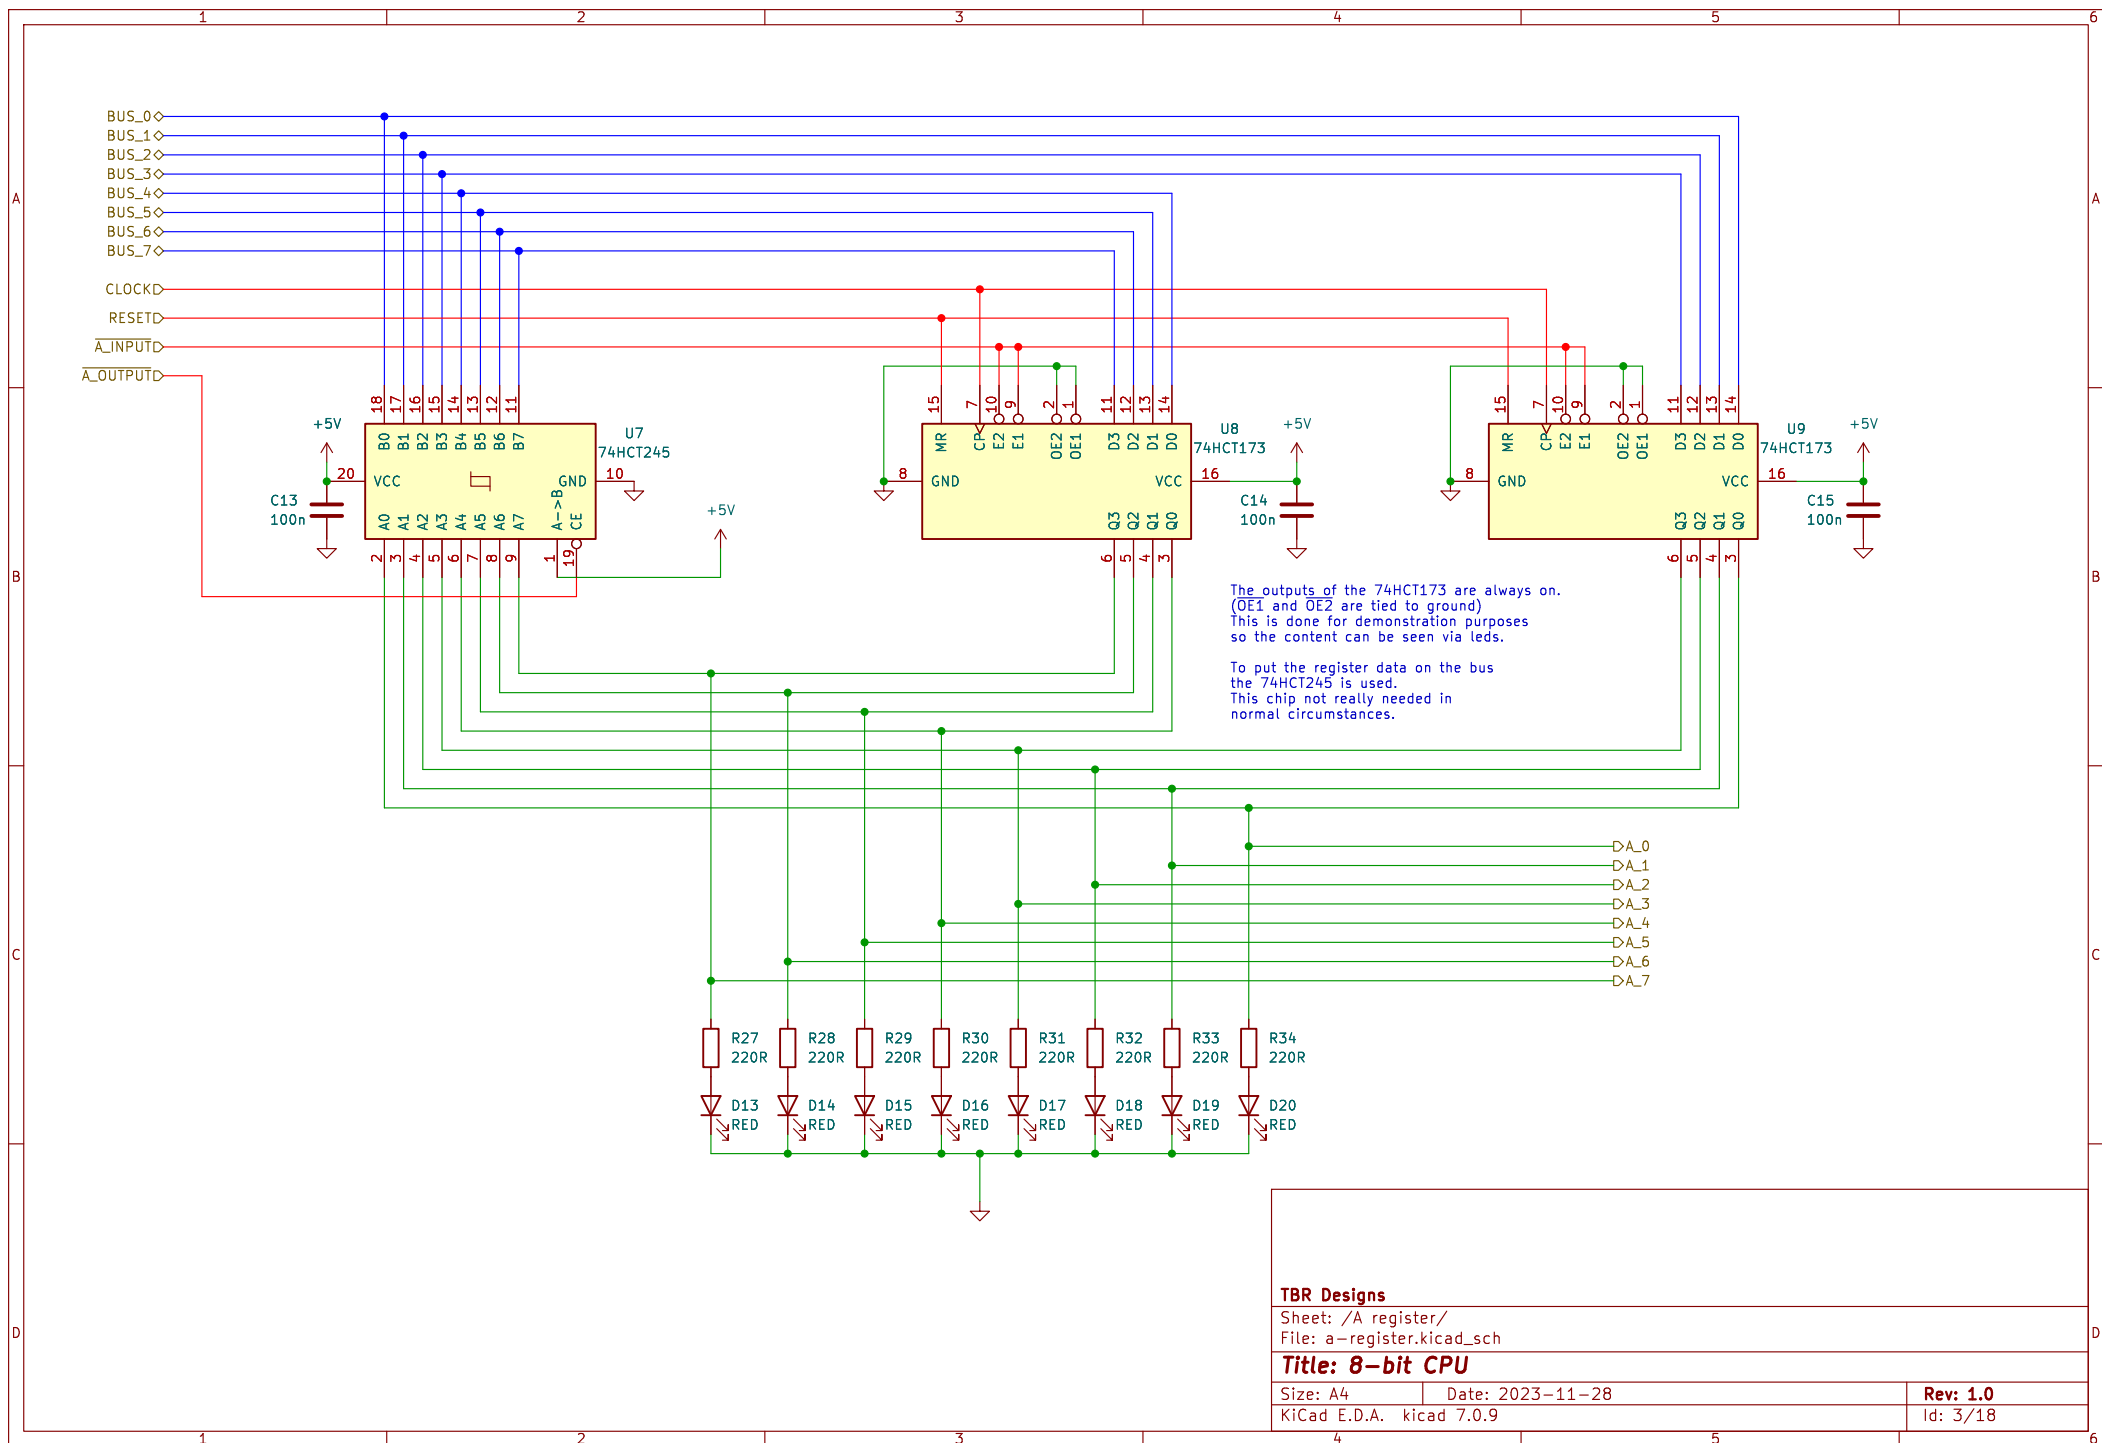 1 2 3 4 5 6
BUS_0
BUS_1
BUS_2
BUS_3
A
A
BUS_4
BUS_5
BUS_6
BUS_7
CLOCK
RESET
A_INPUT
A_OUTPUT
18 17 16 15 14 13 12 11
15 7 10 9 2 1 11 12 13 14
15 7 10 9 2 1 11 12 13 14
+5V
B0 B1 B2 B3 B4 B5 B6 B7
U7
74HCT245
MR CP E2 E1 OE2 OE1 D3 D2 D1 D0
U8
74HCT173
+5V
MR CP E2 E1 OE2 OE1 D3 D2 D1 D0
U9
74HCT173
+5V
20 VCC
GND 10
8 GND
VCC 16
8 GND
VCC 16
C13
100n
C14
100n
C15
100n
A0 A1 A2 A3 A4 A5 A6 A7 A->B CE
+5V
Q3 Q2 Q1 Q0
Q3 Q2 Q1 Q0
2 3 4 5 6 7 8 9 1 19
6 5 4 3
6 5 4 3
B
B
The outputs of the 74HCT173 are always on.
(OE1 and OE2 are tied to ground)
This is done for demonstration purposes
so the content can be seen via leds.
To put the register data on the bus
the 74HCT245 is used.
This chip not really needed in
normal circumstances.
A_0
A_1
A_2
A_3
A_4
A_5
C
C
A_6
A_7
R27 R28 R29 R30 R31 R32 R33 R34
220R 220R 220R 220R 220R 220R 220R 220R
D13 D14 D15 D16 D17 D18 D19 D20
RED RED RED RED RED RED RED RED
TBR Designs
Sheet: /A register/
D
D
File: a-register.kicad_sch
Title: 8-bit CPU
Size: A4 Date: 2023-11-28 Rev: 1.0
KiCad E.D.A. kicad 7.0.9 Id: 3/18
1 2 3 4 5 6